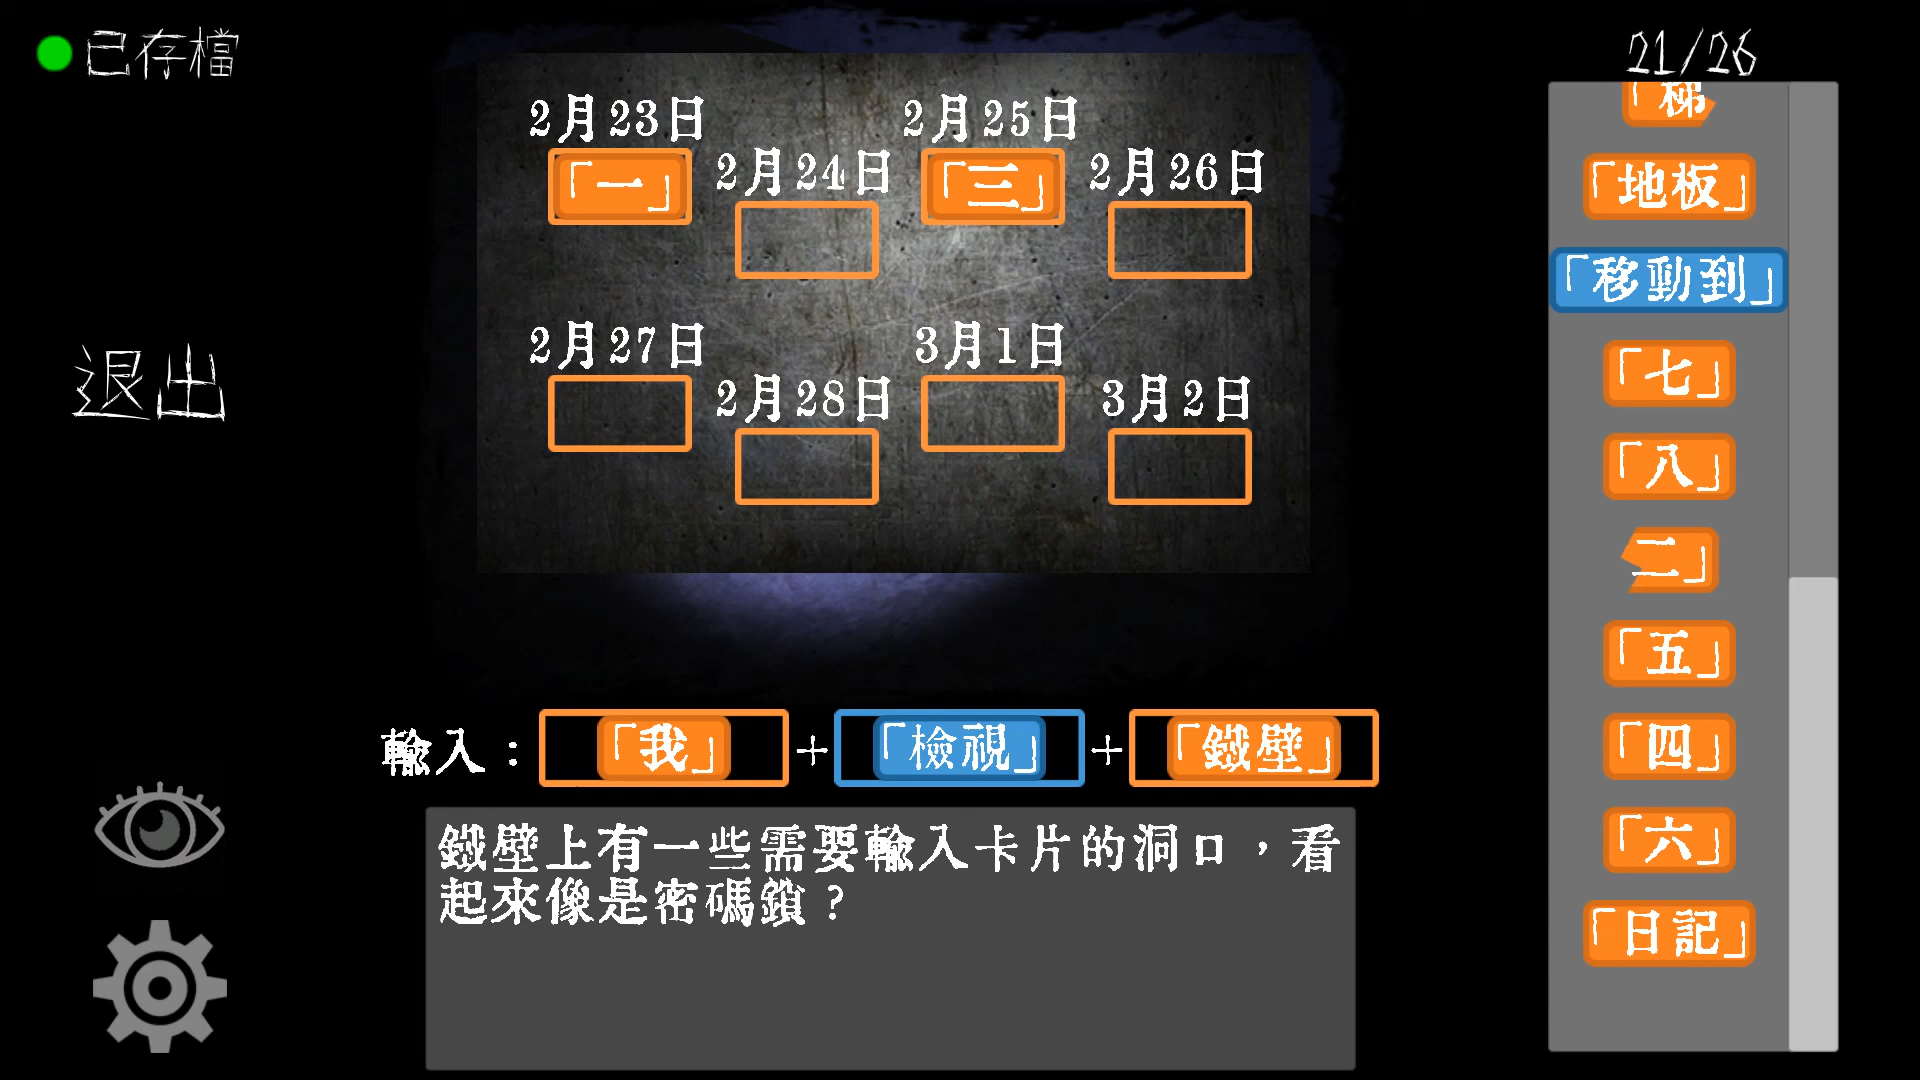 已存檔
21/26
退出
2月23日
「一」
2月24日
2月25日
「三」
2月26日
2月27日
2月28日
3月1日
3月2日
輸入：「我」+「檢視」+「鐵壁」
鐵壁上有一些需要輸入卡片的洞口，看
起來像是密碼鎖？
「梯
「地板」
「移動到」
「七」
「八」
二」
「五」
「四」
「六」
「日記」